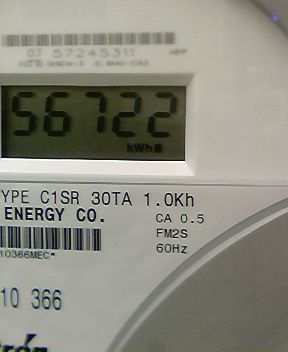 07 57245311
56722
kWh
YPE C1SR 30TA 1.0Kh
ENERGY CO.
CA 0.5
FM2S
60Hz
10366MEC*
10 366